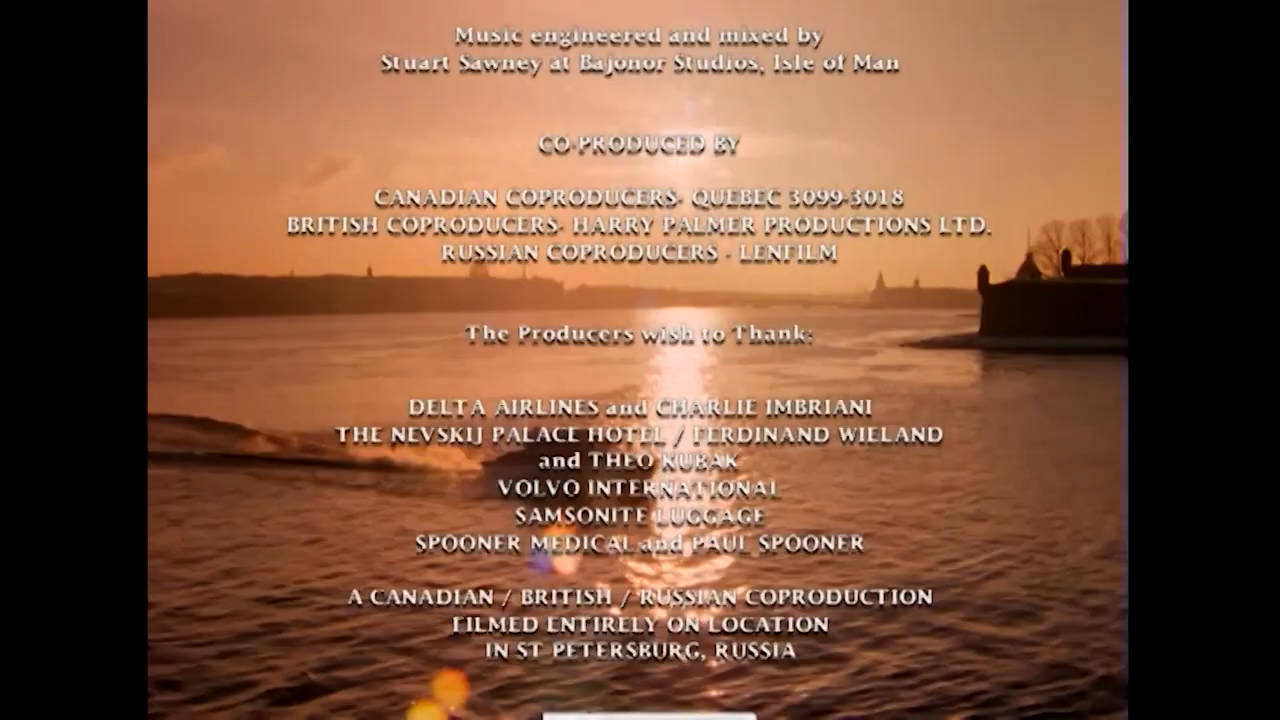 Music engineered and mixed by
Stuart Sawney at Bajonor Studios, Isle of Man
CO-PRODUCED BY
CANADIAN COPRODUCERS- QUEBEC 3099-3018
BRITISH COPRODUCERS- HARRY PALMER PRODUCTIONS LTD.
RUSSIAN COPRODUCERS - LENFILM
The Producers wish to Thank:
DELTA AIRLINES and CHARLIE IMBRIANI
THE NEVSKIJ PALACE HOTEL / FERDINAND WIELAND
and THEO KUBAK
VOLVO INTERNATIONAL
SAMSONITE LUGGAGE
SPOONER MEDICAL and PAUL SPOONER
A CANADIAN / BRITISH / RUSSIAN COPRODUCTION
FILMED ENTIRELY ON LOCATION
IN ST PETERSBURG, RUSSIA